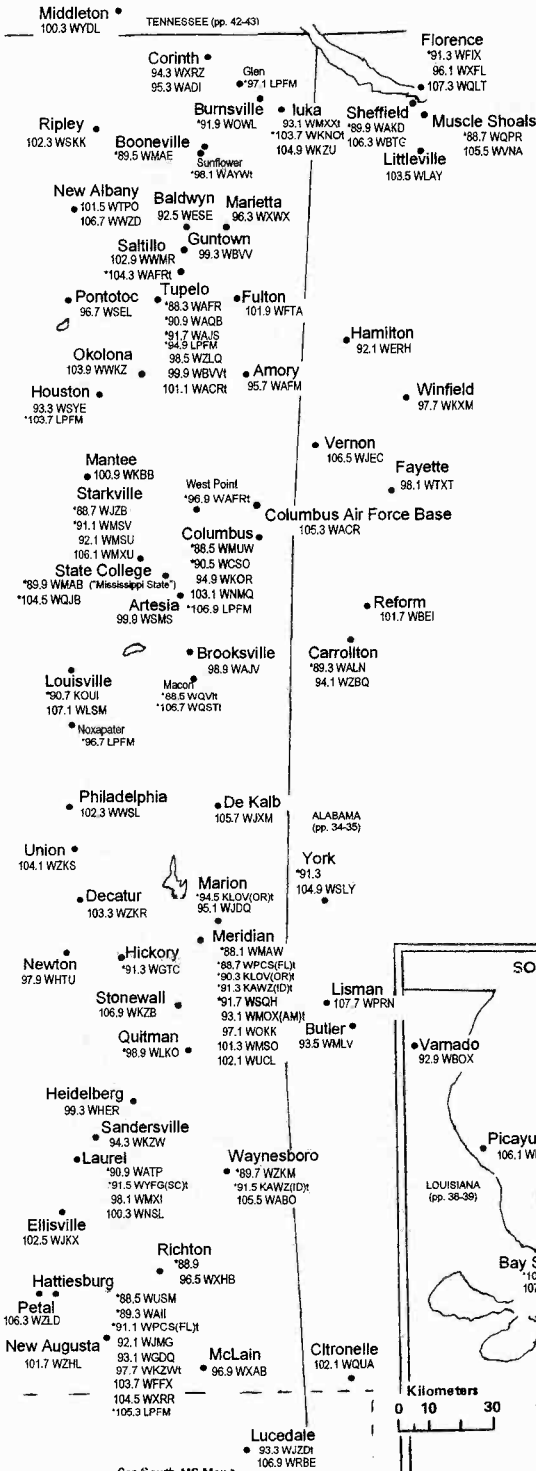 Middleton
100.3 WYDL
TENNESSEE (pp. 42-43)
Corinth
94.3 WXRZ
95.3 WADI
Glen
*97.1 LPFM
Florence
*91.3 WFIX
96.1 WXFL
107.3 WQLT
Burnsville
*91.9 WOWL
Iuka
93.1 WMXXt
*103.7 WKNOt
104.9 WKZU
Sheffield
*89.9 WAKD
106.3 WBTG
Muscle Shoals
*88.7 WQPR
105.5 WVNA
Ripley
102.3 WSKK
Booneville
*89.5 WMAE
Sunflower
*98.1 WAYWt
Littleville
103.5 WLAY
New Albany
101.5 WTPO
106.7 WWZD
Baldwyn
92.5 WESE
Marietta
96.3 WXWX
Saltillo
102.9 WWMR
*104.3 WAFRt
Guntown
99.3 WBVV
Pontotoc
96.7 WSEL
Tupelo
*88.3 WAFR
*90.9 WAQB
*91.7 WAJS
*94.9 LPFM
98.5 WZLQ
99.9 WBVVt
101.1 WACRt
Fulton
101.9 WFTA
Hamilton
92.1 WERH
Okolona
103.9 WWKZ
Amory
95.7 WAFM
Houston
93.3 WSYE
*103.7 LPFM
Winfield
97.7 WKXM
Vernon
106.5 WJEC
Mantee
100.9 WKBB
Fayette
98.1 WTXT
Starkville
*88.7 WJZB
*91.1 WMSV
92.1 WMSU
106.1 WMXU
West Point
*96.9 WAFRt
Columbus Air Force Base
105.3 WACR
Columbus
*88.5 WMUW
*90.5 WCSO
94.9 WKOR
103.1 WNMQ
*106.9 LPFM
State College
*89.9 WMAB ("Mississippi State")
*104.5 WQJB
Artesia
99.9 WSMS
Reform
101.7 WBEI
Brooksville
98.9 WAJV
Carrollton
*89.3 WALN
94.1 WZBQ
Louisville
*90.7 KOUI
107.1 WLSM
Macon
*88.5 WQVIt
*106.7 WQSTt
Noxapater
*96.7 LPFM
Philadelphia
102.3 WWSL
De Kalb
105.7 WJXM
ALABAMA
(pp. 34-35)
Union
104.1 WZKS
York
*91.3
104.9 WSLY
Decatur
103.3 WZKR
Marion
*94.5 KLOV(OR)t
95.1 WJDQ
Newton
97.9 WHTU
Hickory
*91.3 WGTC
Meridian
*88.1 WMAW
*88.7 WPCS(FL)t
*90.3 KLOV(OR)t
*91.3 KAWZ(ID)t
*91.7 WSQH
93.1 WMOX(AM)t
97.1 WOKK
101.3 WMSO
102.1 WUCL
SO
Stonewall
106.9 WKZB
Lisman
107.7 WPRN
Quitman
*98.9 WLKO
Butler
93.5 WMLV
Varnado
92.9 WBOX
Heidelberg
99.3 WHER
Sandersville
94.3 WKZW
Laurel
*90.9 WATP
*91.5 WYFG(SC)t
98.1 WMXI
100.3 WNSL
Waynesboro
*89.7 WZKM
*91.5 KAWZ(ID)t
105.5 WABO
Picayu
106.1 W
LOUISIANA
(pp. 38-39)
Ellisville
102.5 WJKX
Richton
*88.9
96.5 WXHB
Bay S
*10
107
Hattiesburg
*88.5 WUSM
*89.3 WAII
*91.1 WPCS(FL)t
92.1 WJMG
93.1 WGDQ
97.7 WKZWt
103.7 WFFX
104.5 WXRR
*105.3 LPFM
Petal
106.3 WZLD
New Augusta
101.7 WZHL
McLain
96.9 WXAB
Citronelle
102.1 WQUA
Kilometers
0 10 30
Lucedale
93.3 WJZDt
106.9 WRBE